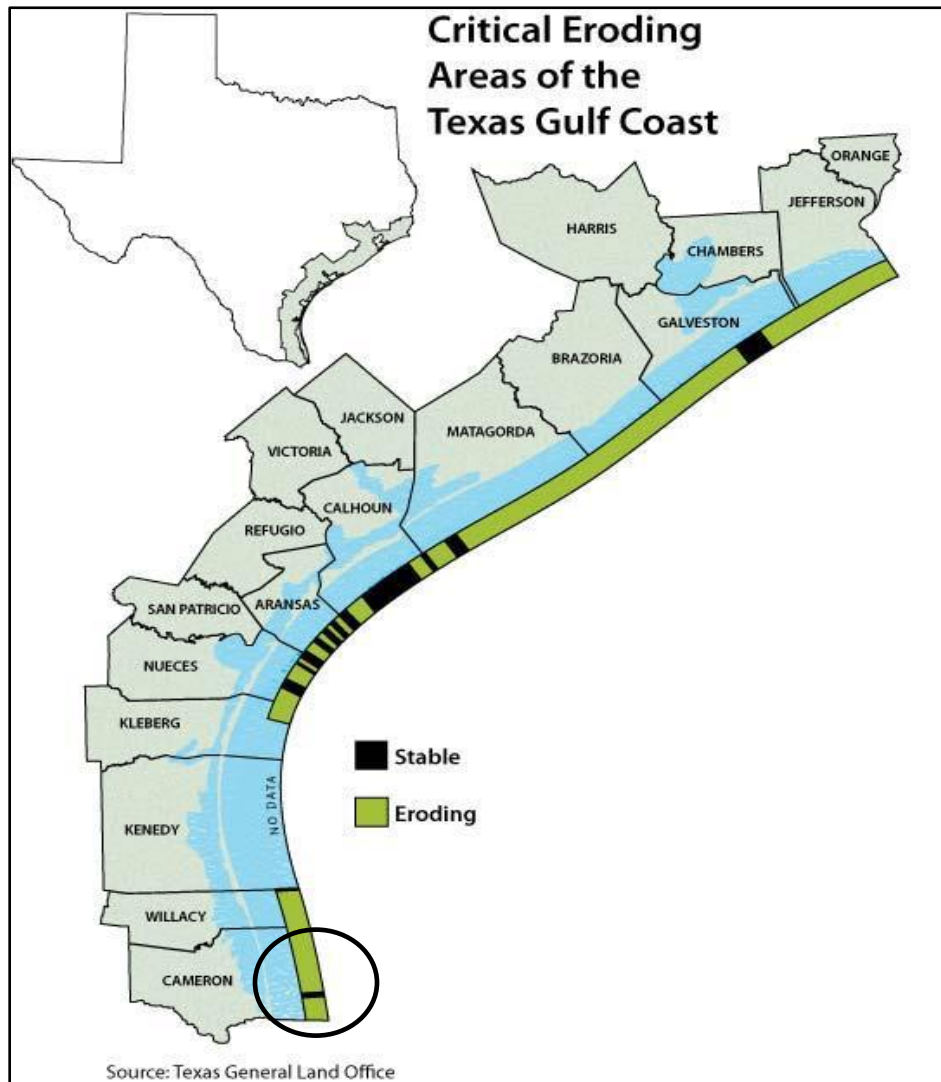 Critical Eroding
Areas of the
Texas Gulf Coast
ORANGE
JEFFERSON
HARRIS
CHAMBERS
GALVESTON
BRAZORIA
MATAGORDA
JACKSON
VICTORIA
CALHOUN
REFUGIO
ARANSAS
SAN PATRICIO
NUECES
KLEBERG
Stable
NO DATA
Eroding
KENEDY
WILLACY
CAMERON
Source: Texas General Land Office